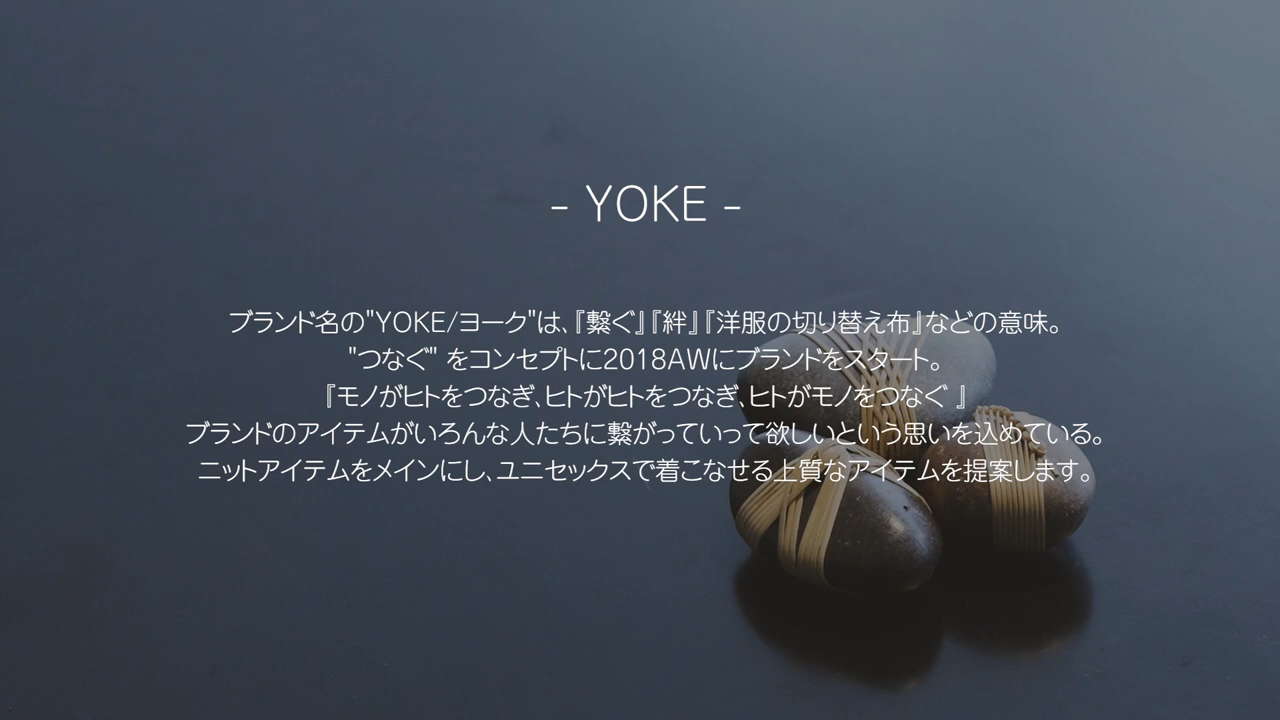 - YOKE -
ブランド名の"YOKE/ヨーク"は、『繋ぐ』『絆』『洋服の切り替え布』などの意味。
"つなぐ" をコンセプトに2018AWにブランドをスタート。
『モノがヒトをつなぎ、ヒトがヒトをつなぎ、ヒトがモノをつなぐ 』
ブランドのアイテムがいろんな人たちに繋がっていって欲しいという思いを込めている。
ニットアイテムをメインにし、ユニセックスで着こなせる上質なアイテムを提案します。